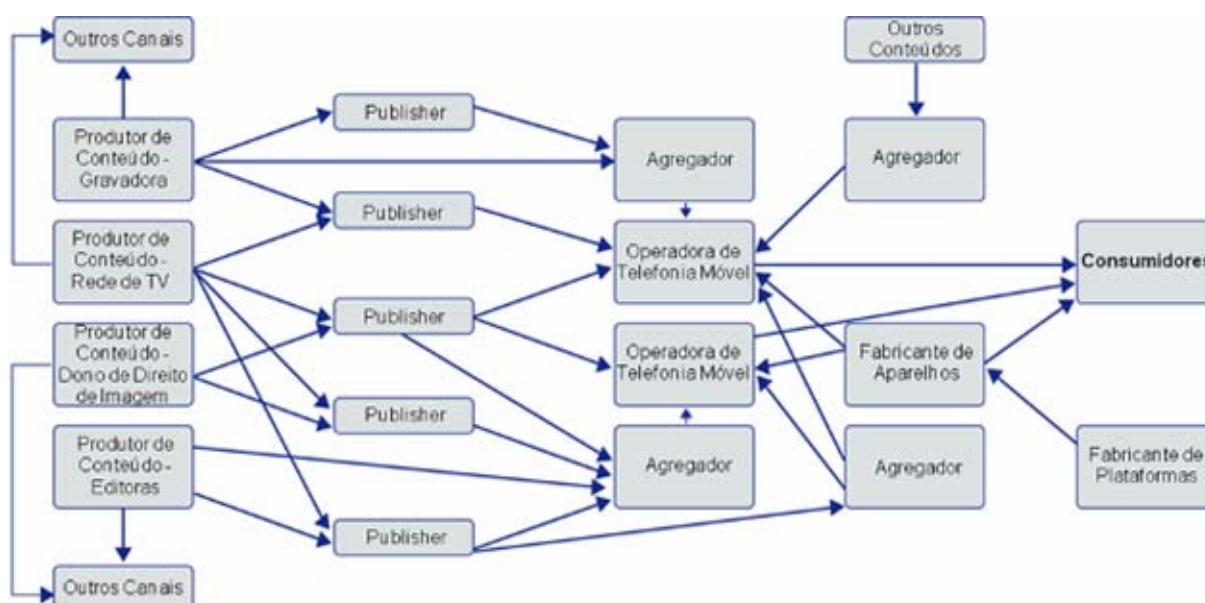 Outros Canais
Outros
Conteúdos
Publisher
Produtor de
Conteúdo -
Gravadora
Agregador
Agregador
Publisher
Produtor de
Conteúdo -
Rede de TV
Operadora de
Telefonia Móvel
Consumidores
Publisher
Produtor de
Conteúdo -
Dono de Direito
de Imagem
Operadora de
Telefonia Móvel
Fabricante de
Aparelhos
Publisher
Produtor de
Conteúdo-
Editoras
Agregador
Agregador
Fabricante de
Plataformas
Publisher
Outros Canais